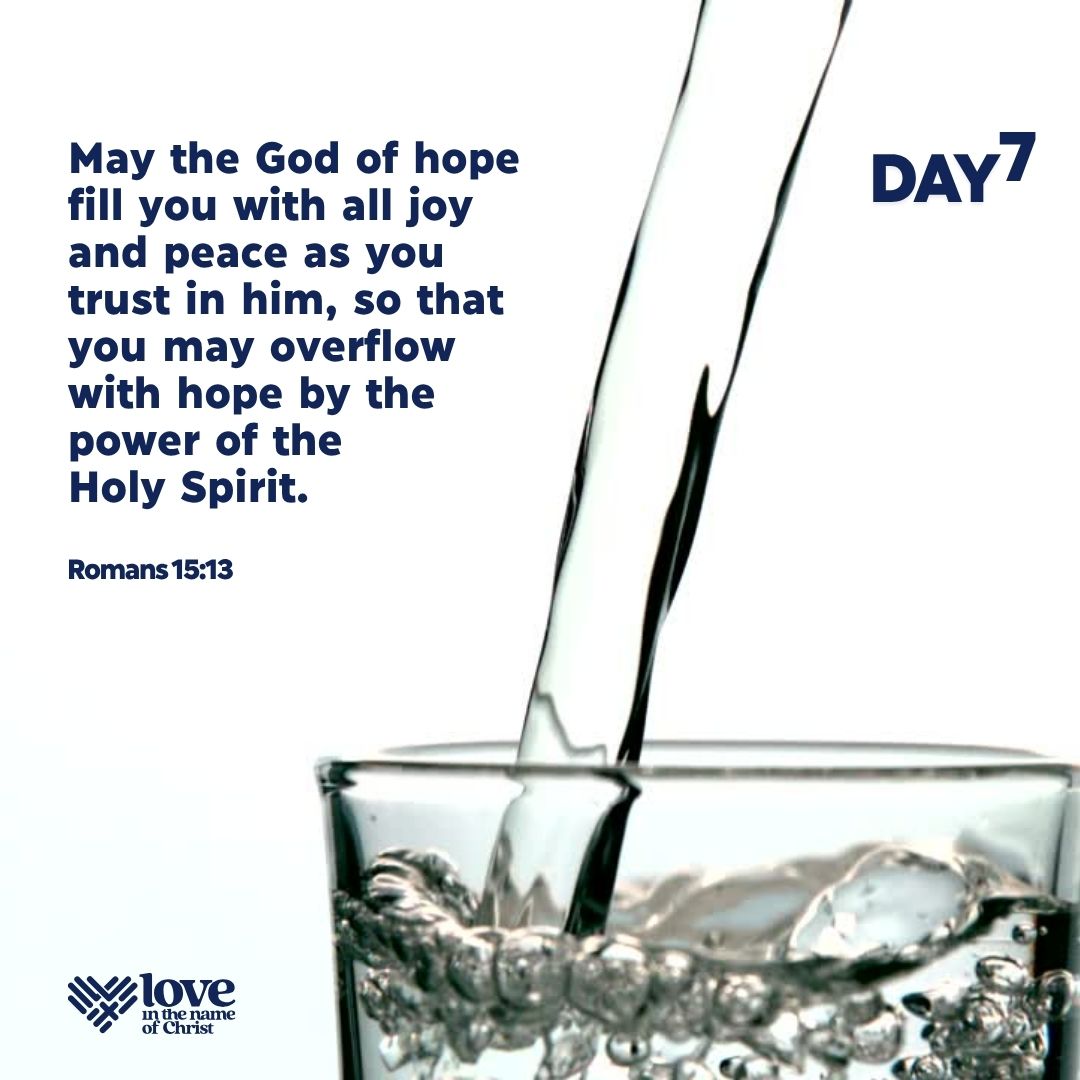 May the God of hope
fill you with all joy
and peace as you
trust in him, so that
you may overflow
with hope by the
power of the
Holy Spirit.
Romans 15:13
DAY7
love
in the name
of Christ